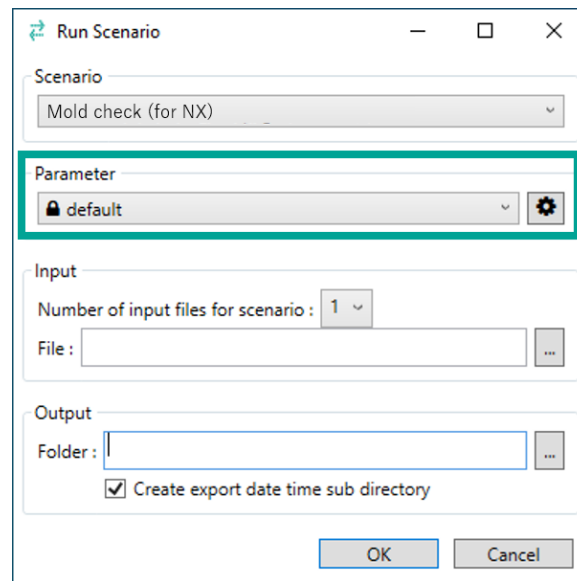 Run Scenario
Scenario
Mold check (for NX)
Parameter
default
Input
Number of input files for scenario : 1
File :
...
Output
Folder :
...
Create export date time sub directory
OK Cancel